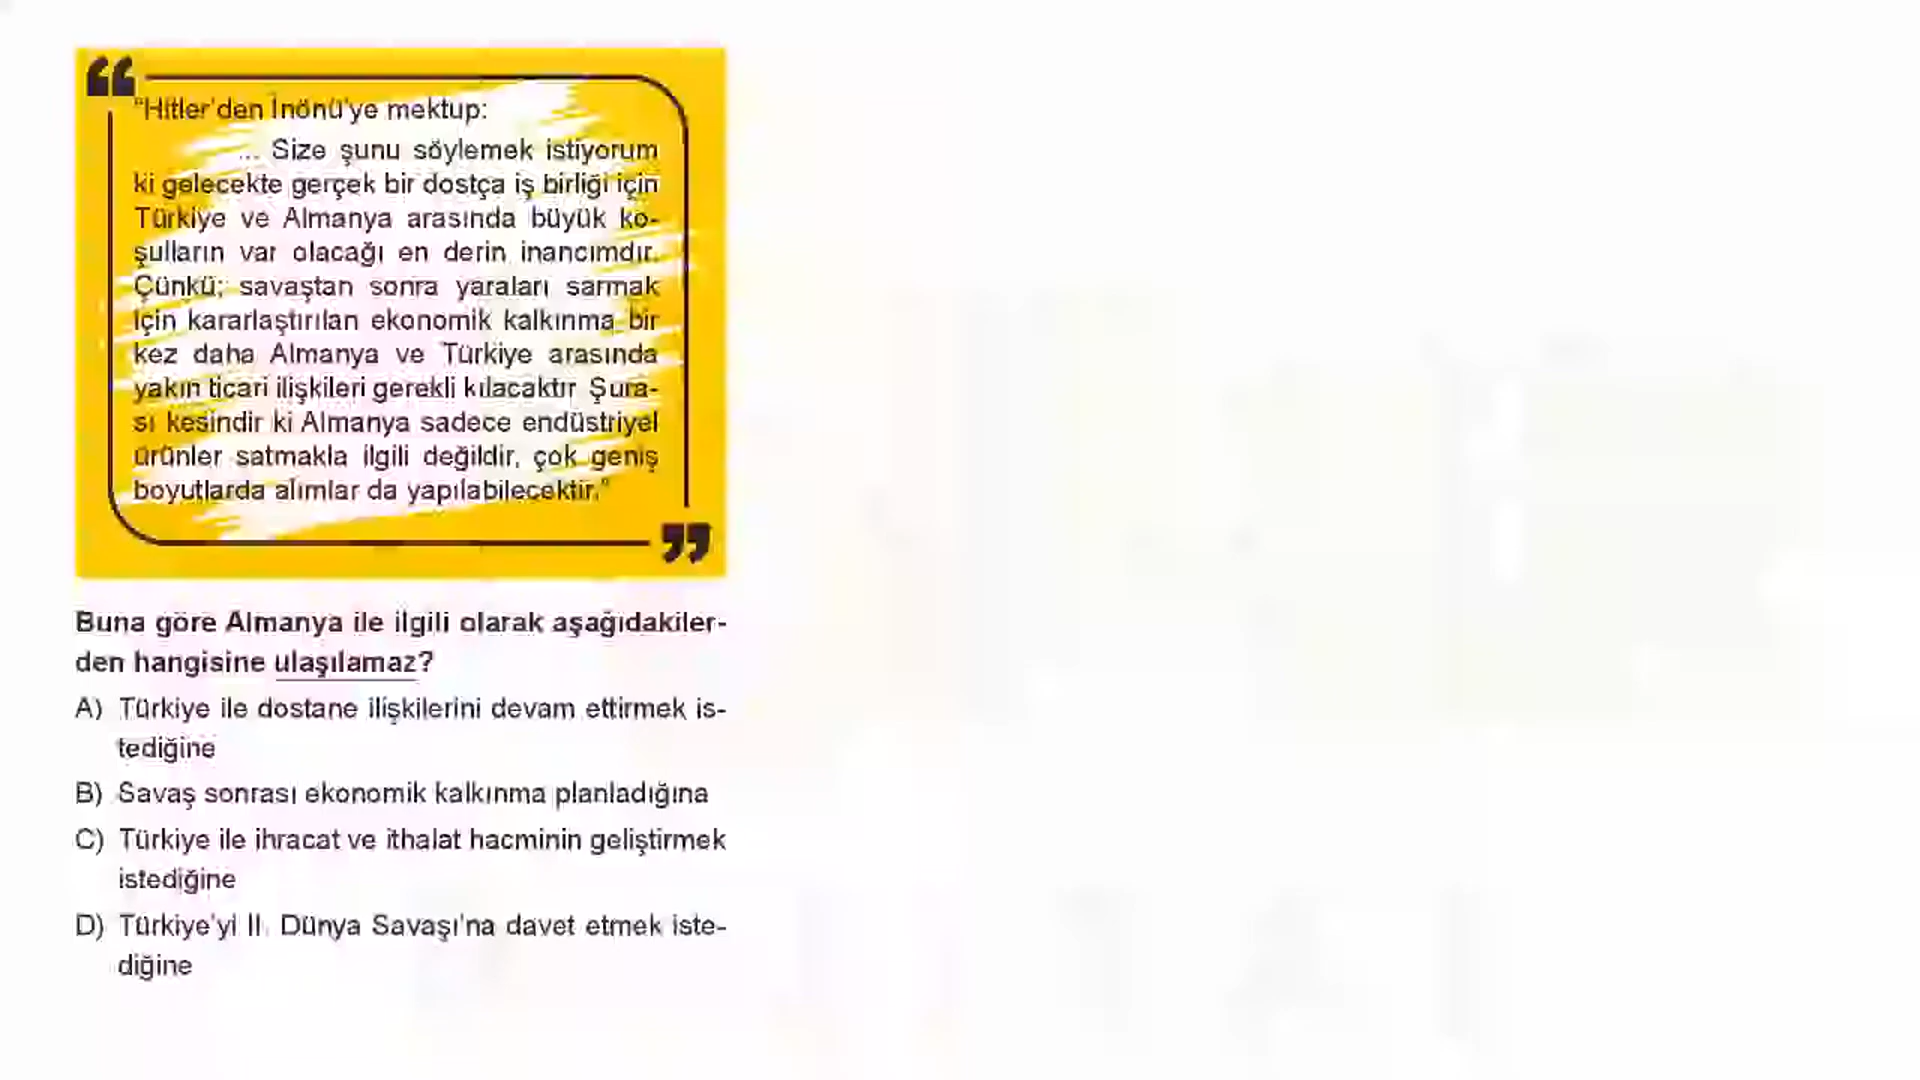 "Hitler'den İnönü'ye mektup:
... Size şunu söylemek istiyorum
ki gelecekte gerçek bir dostça iş birliği için
Türkiye ve Almanya arasında büyük ko-
şulların var olacağı en derin inancımdır.
Çünkü; savaştan sonra yaraları sarmak
için kararlaştırılan ekonomik kalkınma bir
kez daha Almanya ve Türkiye arasında
yakın ticari ilişkileri gerekli kılacaktır. Şura-
sı kesindir ki Almanya sadece endüstriyel
ürünler satmakla ilgili değildir, çok geniş
boyutlarda alımlar da yapılabilecektir."
Buna göre Almanya ile ilgili olarak aşağıdakiler-
den hangisine ulaşılamaz?
A) Türkiye ile dostane ilişkilerini devam ettirmek is-
tediğine
B) Savaş sonrası ekonomik kalkınma planladığına
C) Türkiye ile ihracat ve ithalat hacminin geliştirmek
istediğine
D) Türkiye'yi II. Dünya Savaşı'na davet etmek iste-
diğine